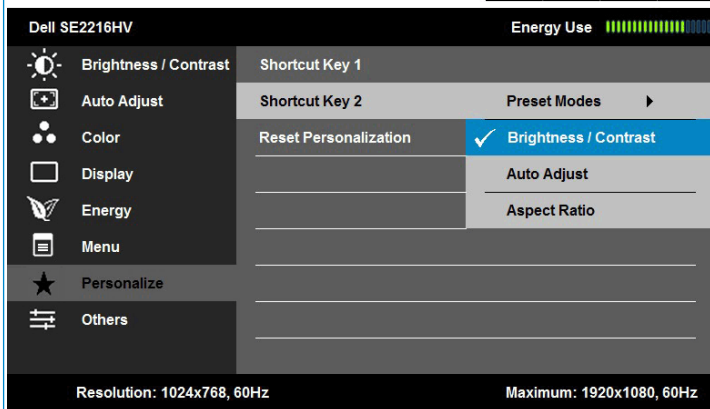 Dell SE2216HV Energy Use
Brightness / Contrast Shortcut Key 1
Auto Adjust Shortcut Key 2 Preset Modes
Color Reset Personalization Brightness / Contrast
Display Auto Adjust
Energy Aspect Ratio
Menu
Personalize
Others
Resolution: 1024x768, 60Hz Maximum: 1920x1080, 60Hz